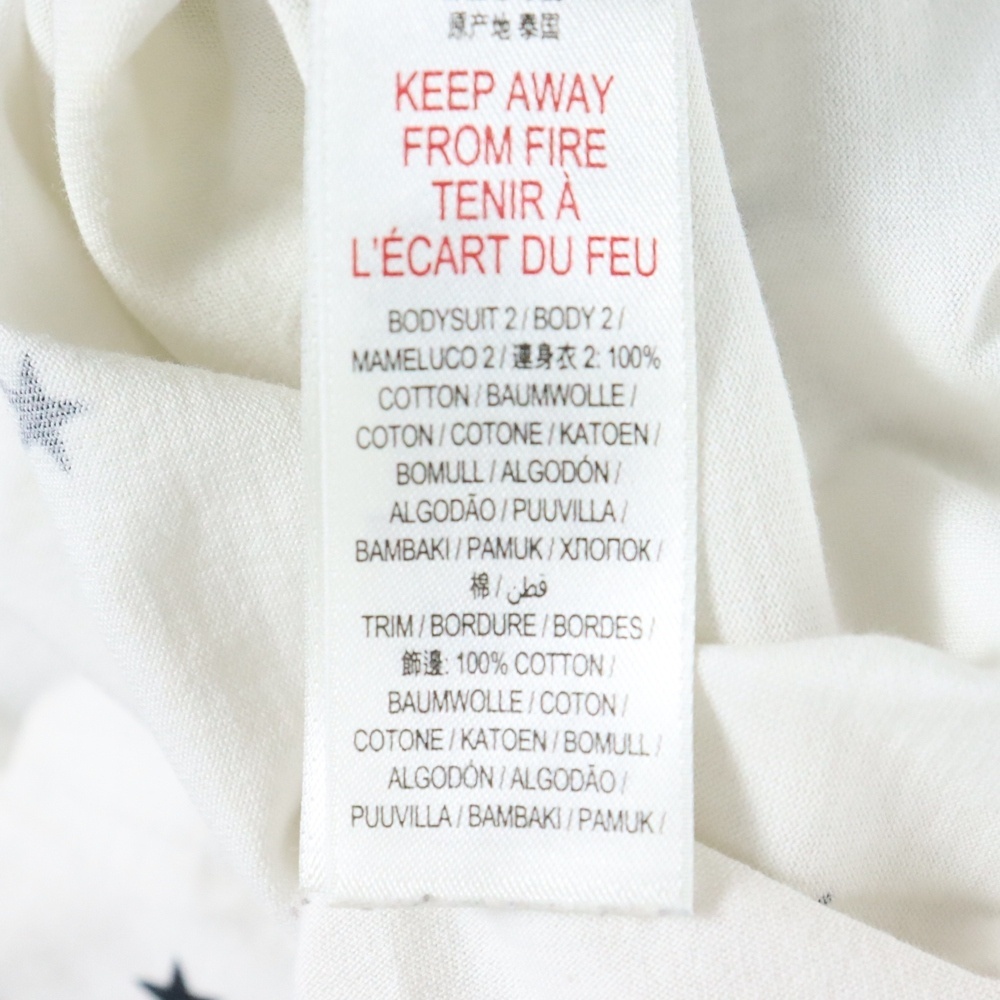 原产地 泰国
KEEP AWAY
FROM FIRE
TENIR À
L'ÉCART DU FEU
BODYSUIT 2 / BODY 2 /
MAMELUCO 2 / 連身衣 2: 100%
COTTON / BAUMWOLLE /
COTON / COTONE / KATOEN /
BOMULL / ALGODÓN /
ALGODÃO / PUUVILLA /
BAMBAKI / PAMUK / ХЛОПОК /
棉 / قطن
TRIM / BORDURE / BORDES /
飾邊: 100% COTTON /
BAUMWOLLE / COTON /
COTONE / KATOEN / BOMULL /
ALGODÓN / ALGODÃO /
PUUVILLA / BAMBAKI / PAMUK /